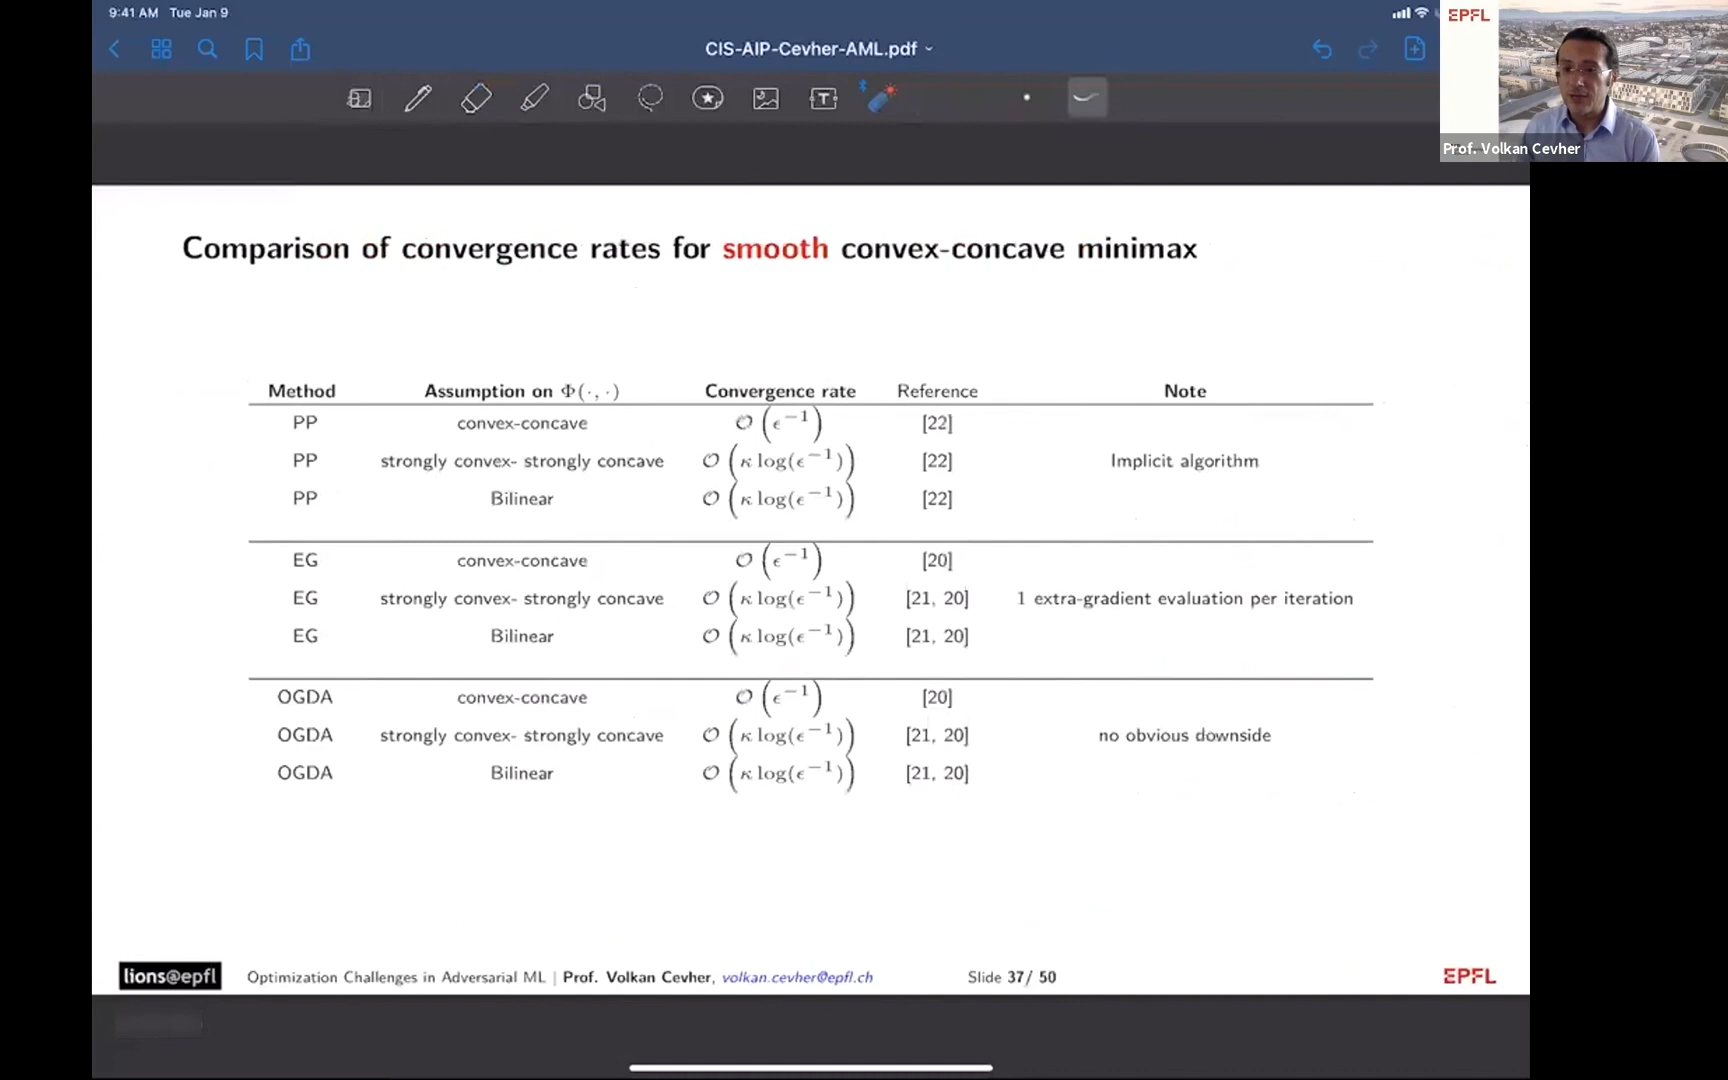 9:41 AM Tue Jan 9
CIS-AIP-Cevher-AML.pdf
EPFL
Prof. Volkan Cevher
Comparison of convergence rates for smooth convex-concave minimax
Method Assumption on Φ(·, ·) Convergence rate Reference Note
PP convex-concave 𝒪(ϵ⁻¹) [22]
PP strongly convex- strongly concave 𝒪(κ log(ϵ⁻¹)) [22] Implicit algorithm
PP Bilinear 𝒪(κ log(ϵ⁻¹)) [22]
EG convex-concave 𝒪(ϵ⁻¹) [20]
EG strongly convex- strongly concave 𝒪(κ log(ϵ⁻¹)) [21, 20] 1 extra-gradient evaluation per iteration
EG Bilinear 𝒪(κ log(ϵ⁻¹)) [21, 20]
OGDA convex-concave 𝒪(ϵ⁻¹) [20]
OGDA strongly convex- strongly concave 𝒪(κ log(ϵ⁻¹)) [21, 20] no obvious downside
OGDA Bilinear 𝒪(κ log(ϵ⁻¹)) [21, 20]
lions@epfl Optimization Challenges in Adversarial ML | Prof. Volkan Cevher, volkan.cevher@epfl.ch Slide 37/ 50 EPFL